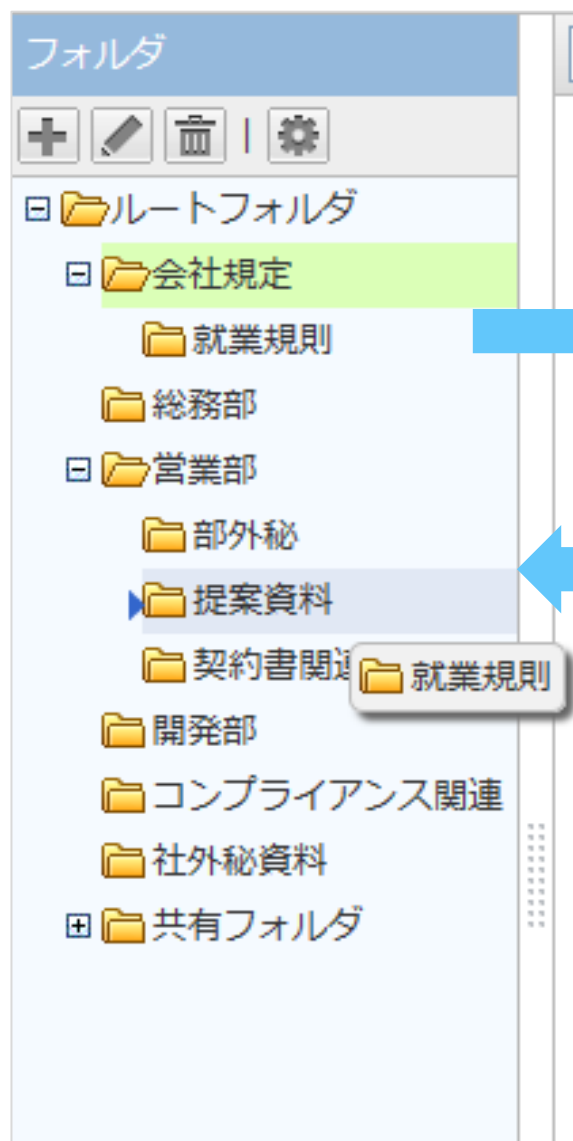 フォルダ
ルートフォルダ
会社規定
就業規則
総務部
営業部
部外秘
提案資料
契約書関
就業規則
開発部
コンプライアンス関連
社外秘資料
共有フォルダ